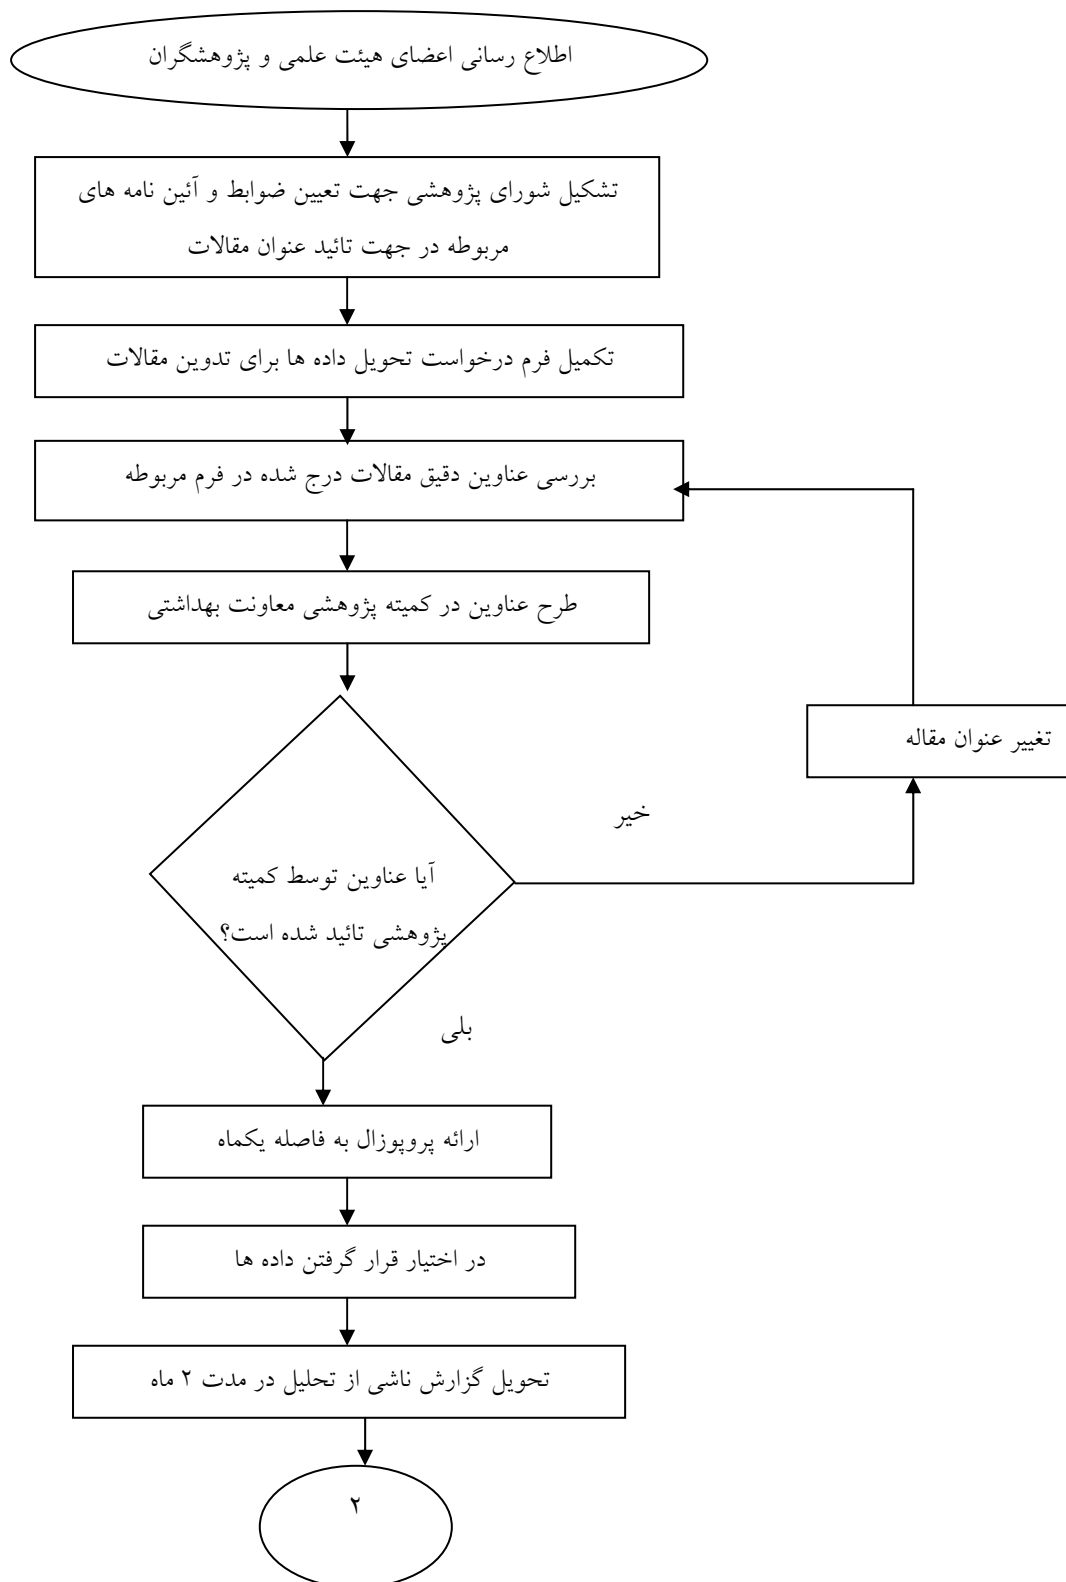 اطلاع رسانی اعضای هیئت علمی و پژوهشگران
تشکیل شورای پژوهشی جهت تعیین ضوابط و آئین نامه های
مربوطه در جهت تائید عنوان مقالات
تکمیل فرم درخواست تحویل داده ها برای تدوین مقالات
بررسی عناوین دقیق مقالات درج شده در فرم مربوطه
طرح عناوین در کمیته پژوهشی معاونت بهداشتی
تغییر عنوان مقاله
خیر
آیا عناوین توسط کمیته
پژوهشی تائید شده است؟
بلی
ارائه پروپوزال به فاصله یکماه
در اختیار قرار گرفتن داده ها
تحویل گزارش ناشی از تحلیل در مدت ۲ ماه
۲